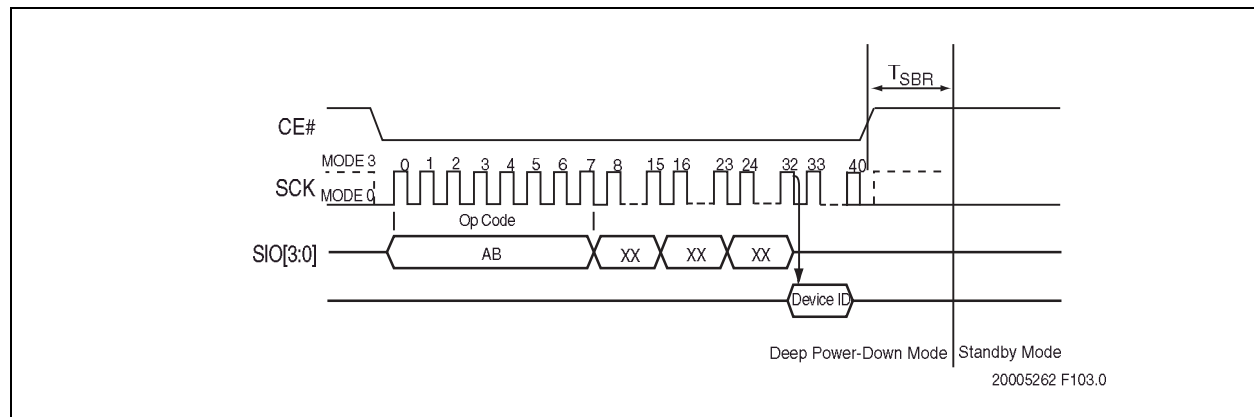 TSBR
CE#
MODE 3
0 1 2 3 4 5 6 7 8 15 16 23 24 32 33 40
SCK
MODE 0
Op Code
SIO[3:0]
AB XX XX XX
Device ID
Deep Power-Down Mode Standby Mode
20005262 F103.0